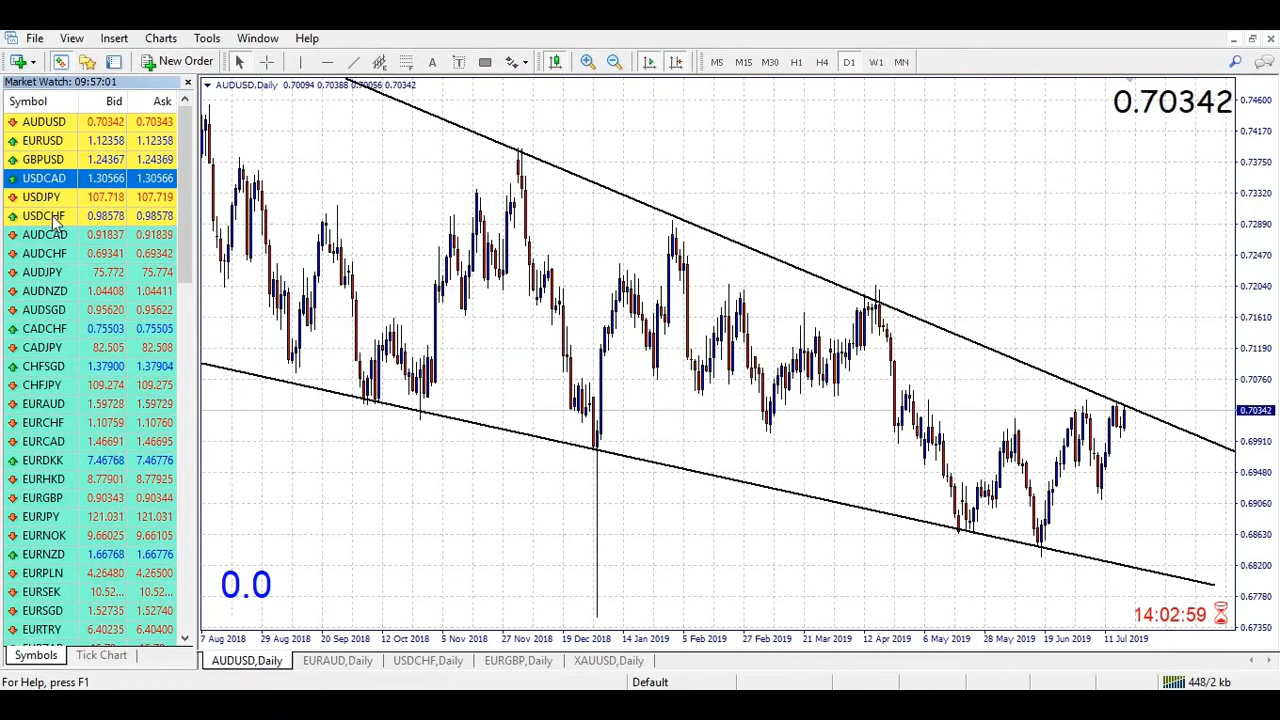 File View Insert Charts Tools Window Help
New Order A T M5 M15 M30 H1 H4 D1 W1 MN
Market Watch: 09:57:01
Symbol Bid Ask
AUDUSD 0.70342 0.70343
EURUSD 1.12358 1.12358
GBPUSD 1.24367 1.24369
USDCAD 1.30566 1.30566
USDJPY 107.718 107.719
USDCHF 0.98578 0.98578
AUDCAD 0.91837 0.91839
AUDCHF 0.69341 0.69342
AUDJPY 75.772 75.774
AUDNZD 1.04408 1.04411
AUDSGD 0.95620 0.95622
CADCHF 0.75503 0.75505
CADJPY 82.505 82.508
CHFSGD 1.37900 1.37904
CHFJPY 109.274 109.275
EURAUD 1.59728 1.59729
EURCHF 1.10759 1.10760
EURCAD 1.46691 1.46695
EURDKK 7.46768 7.46776
EURHKD 8.77901 8.77925
EURGBP 0.90343 0.90344
EURJPY 121.031 121.031
EURNOK 9.66025 9.66105
EURNZD 1.66768 1.66776
EURPLN 4.26480 4.26500
EURSEK 10.52... 10.52...
EURSGD 1.52735 1.52740
EURTRY 6.40235 6.40400
Symbols Tick Chart
AUDUSD,Daily 0.70094 0.70388 0.70056 0.70342
0.70342
0.74600
0.74170
0.73750
0.73320
0.72890
0.72470
0.72040
0.71610
0.71190
0.70760
0.70342
0.69910
0.69480
0.69060
0.68630
0.68200
0.67780
0.67350
0.0
14:02:59
7 Aug 2018 29 Aug 2018 20 Sep 2018 12 Oct 2018 5 Nov 2018 27 Nov 2018 19 Dec 2018 14 Jan 2019 5 Feb 2019 27 Feb 2019 21 Mar 2019 12 Apr 2019 6 May 2019 28 May 2019 19 Jun 2019 11 Jul 2019
AUDUSD,Daily EURAUD,Daily USDCHF,Daily EURGBP,Daily XAUUSD,Daily
For Help, press F1 Default 448/2 kb